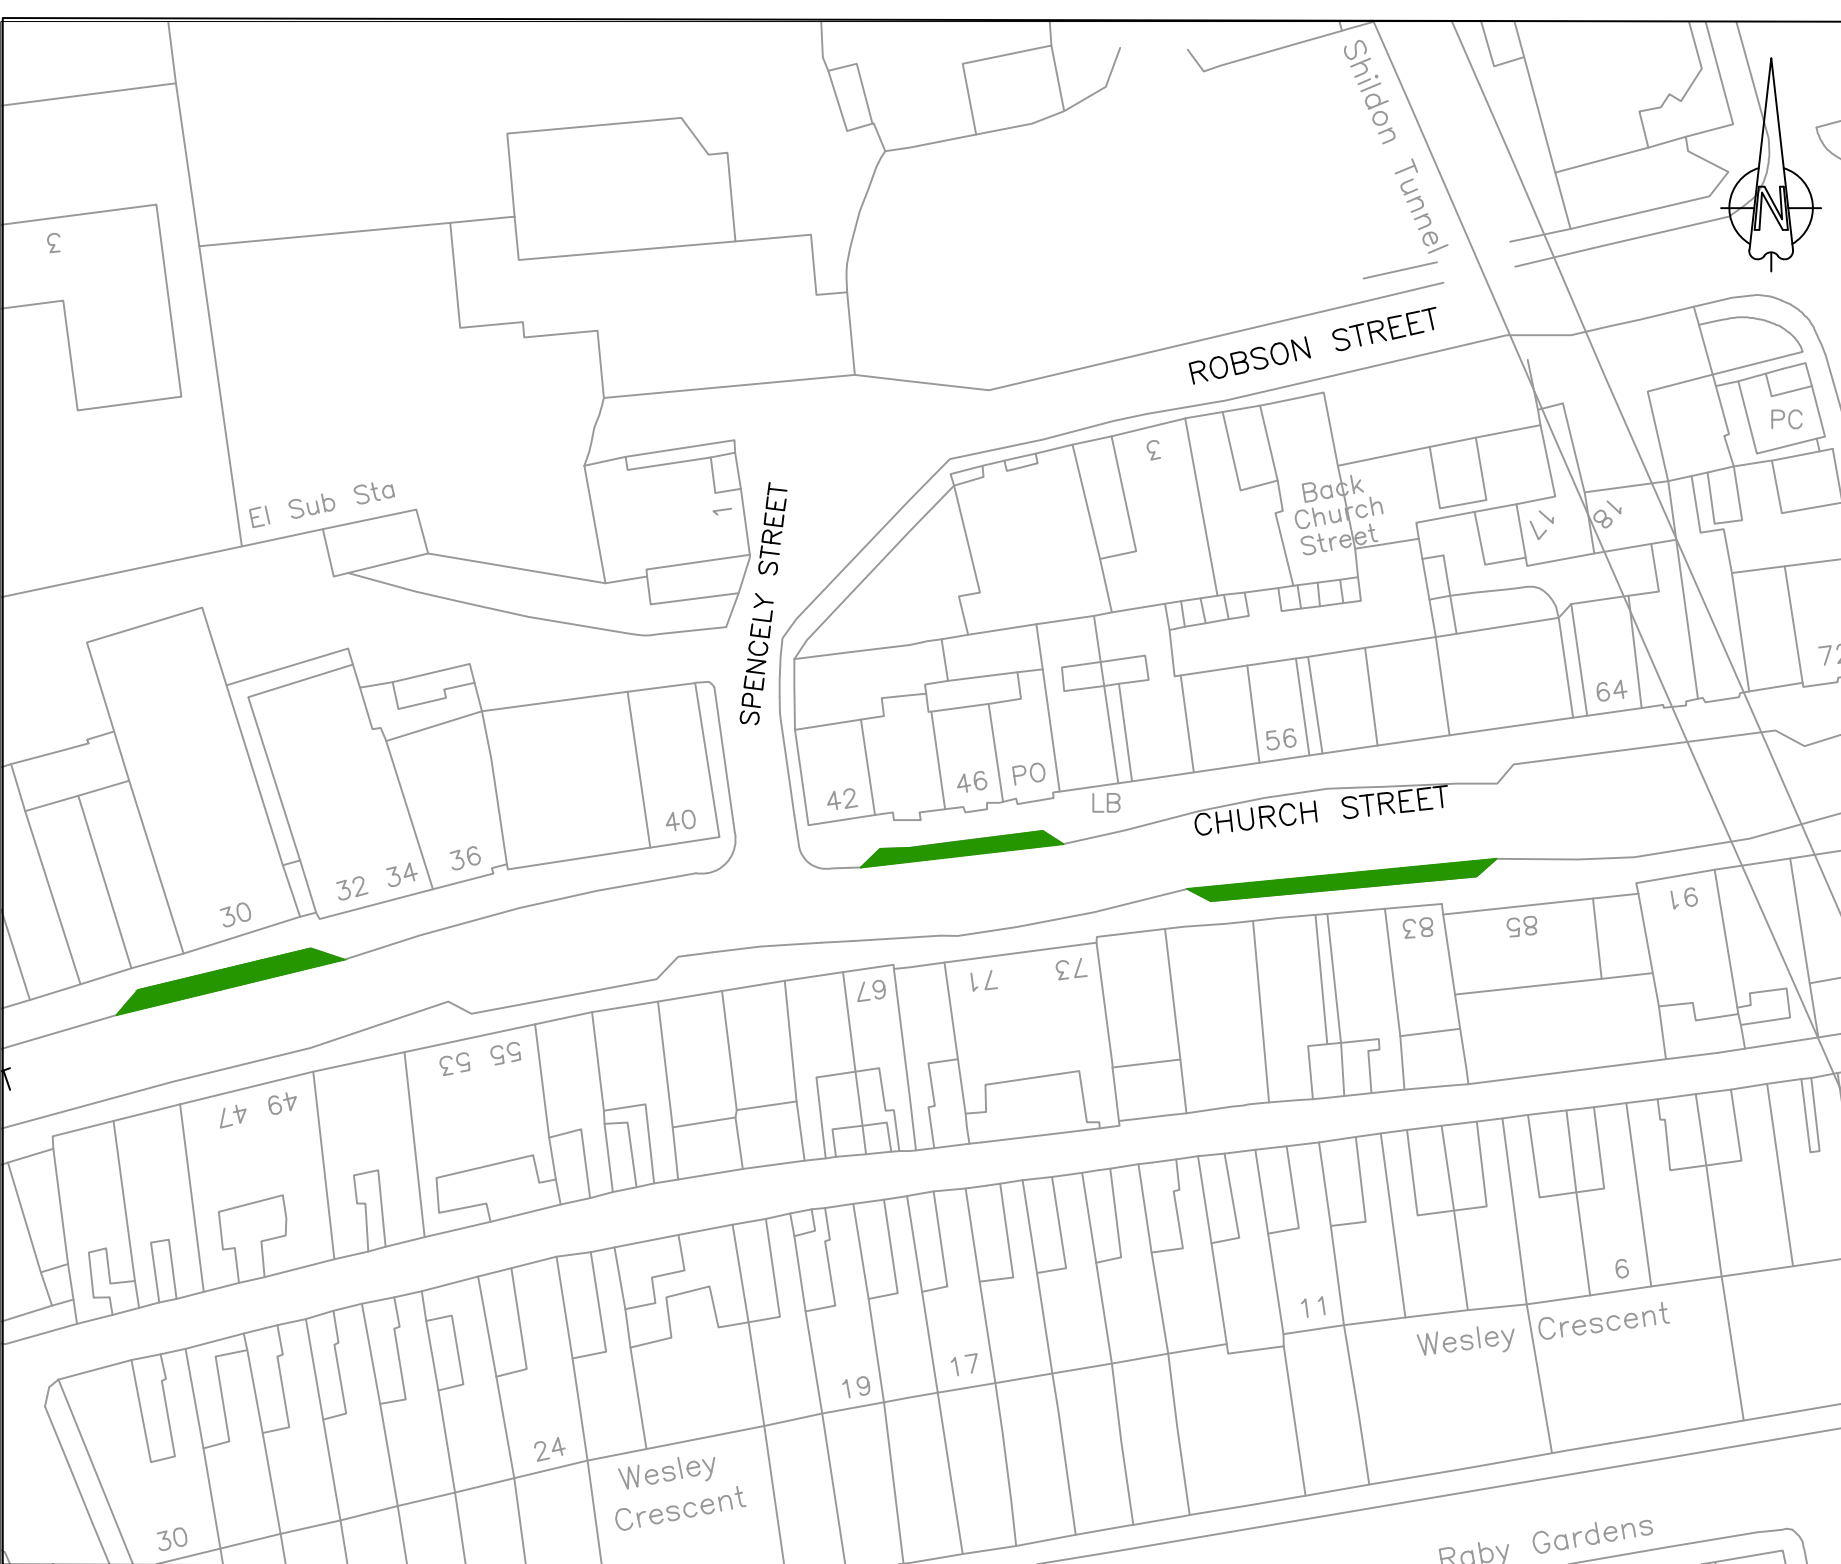 Shildon Tunnel
N
3
ROBSON STREET
PC
3
Back
Church
Street
El Sub Sta
1
17
18
SPENCELY STREET
72
64
56
PO
46
42
LB
CHURCH STREET
40
36
34
32
30
91
85
83
73
71
67
55
53
49
47
T
6
11
Wesley Crescent
17
19
24
Wesley
Crescent
30
Raby Gardens